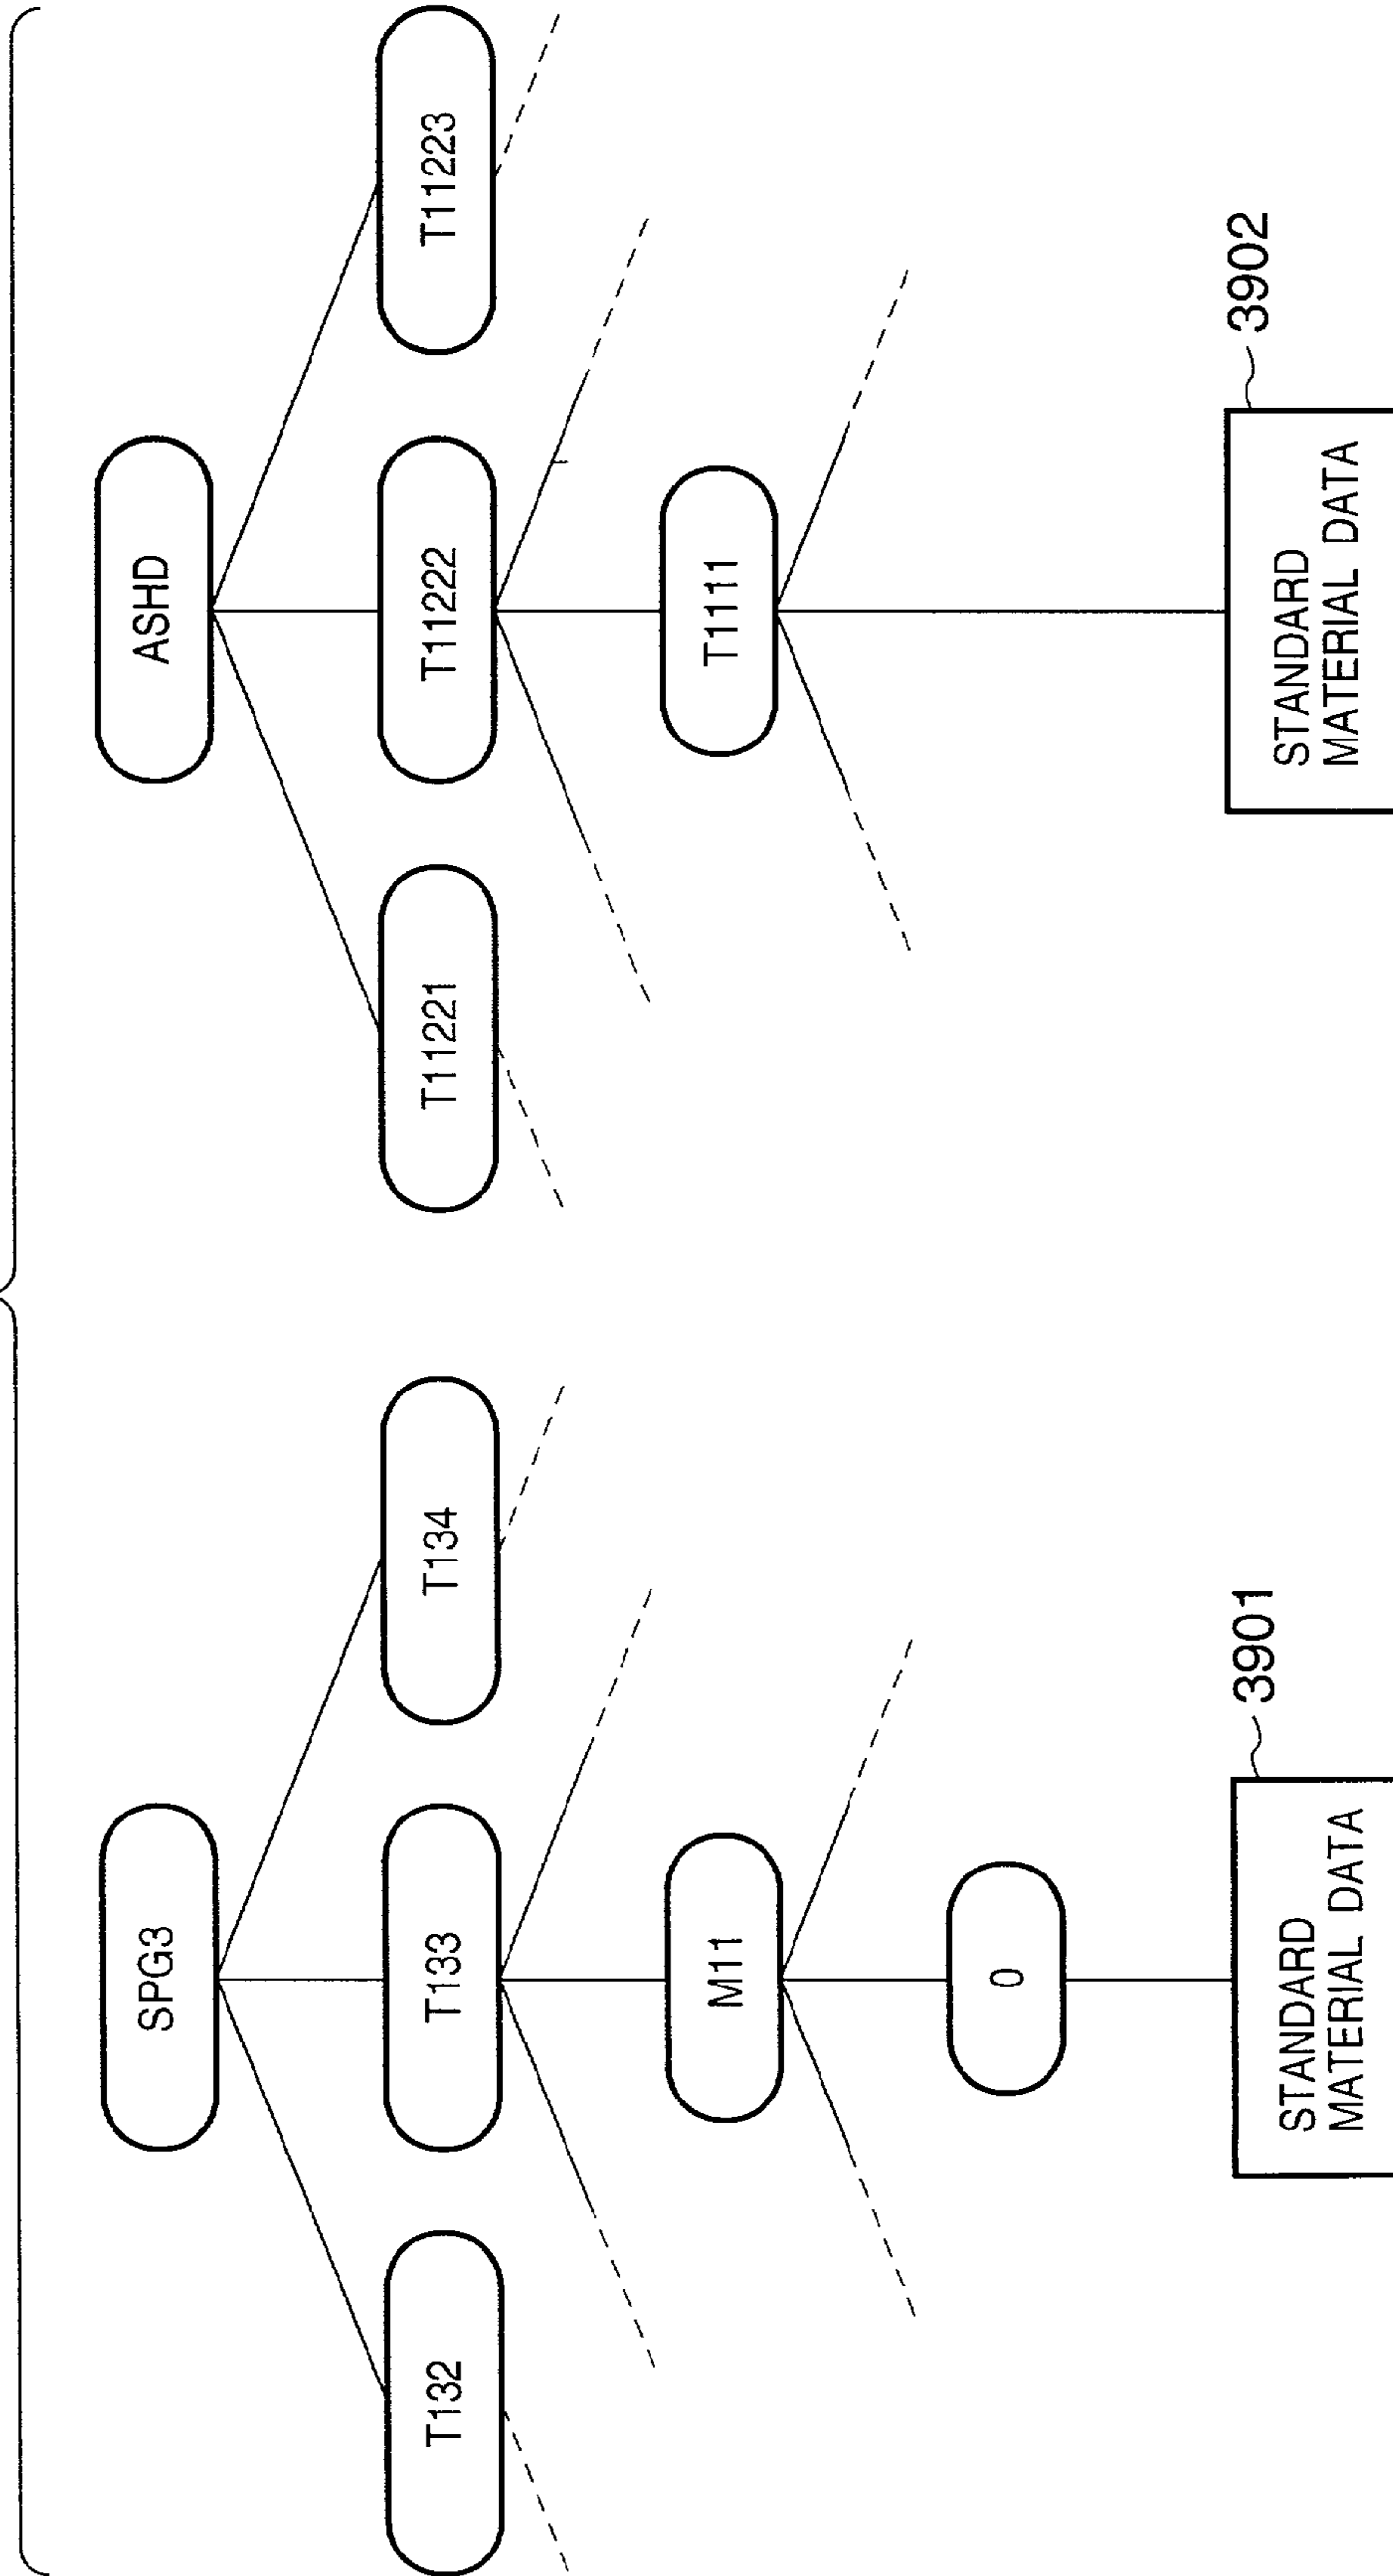 SPG3
T132
T133
T134
M11
0
3901
STANDARD
MATERIAL DATA
ASHD
T11221
T11222
T11223
T1111
3902
STANDARD
MATERIAL DATA